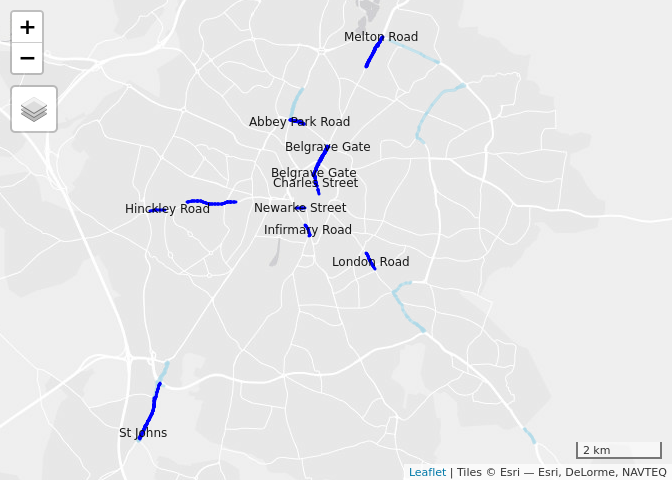 +
−
Melton Road
Abbey Park Road
Belgrave Gate
Belgrave Gate
Charles Street
Hinckley Road
Newarke Street
Infirmary Road
London Road
St Johns
2 km
Leaflet | Tiles © Esri — Esri, DeLorme, NAVTEQ